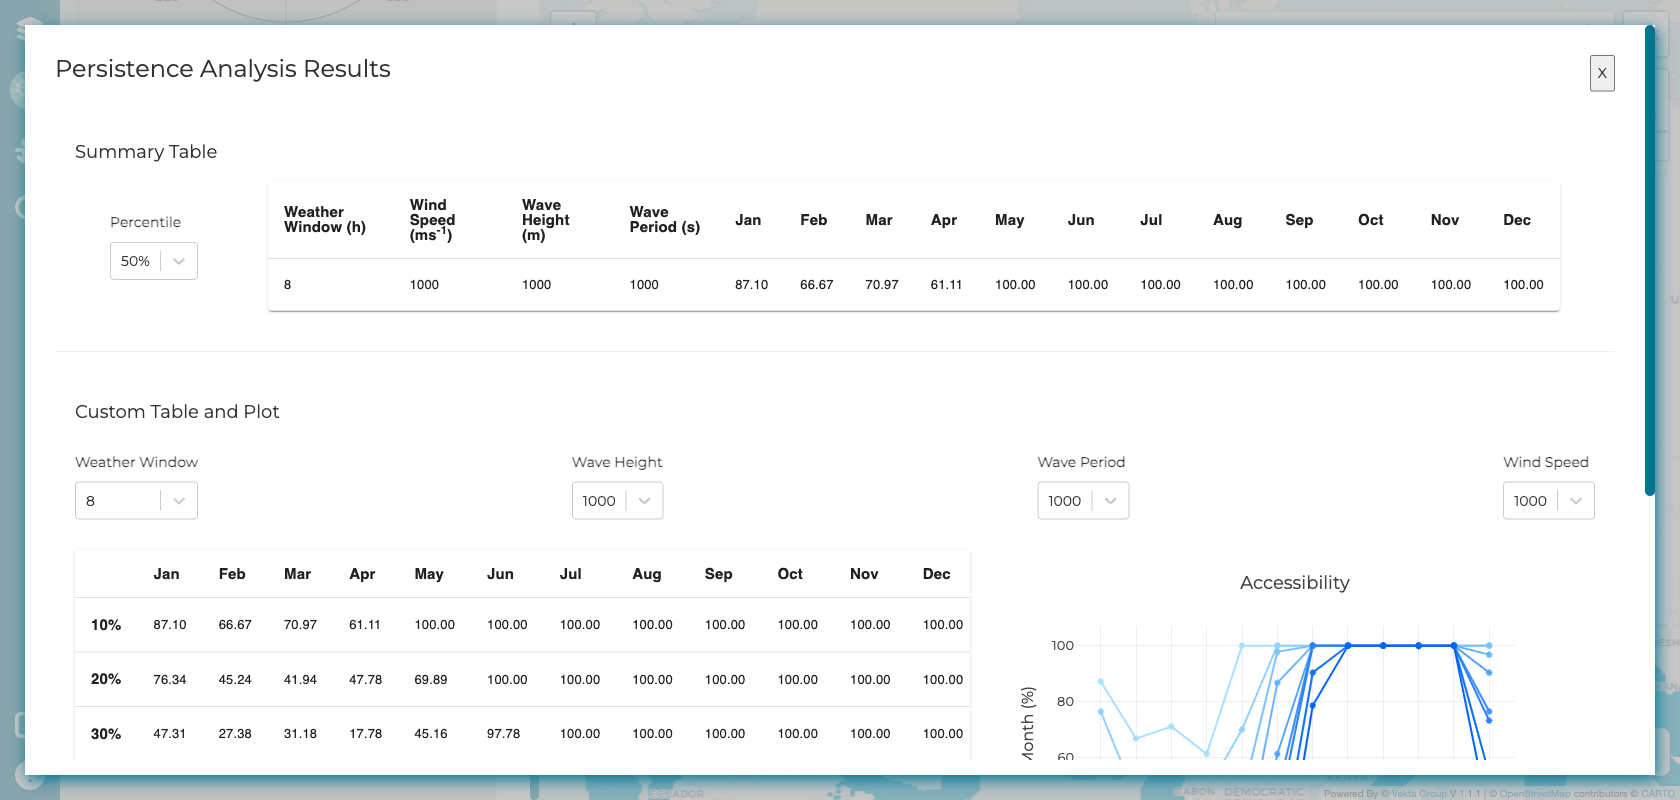 Persistence Analysis Results
X
Summary Table
Percentile
50%
Weather Window (h) Wind Speed (ms-1) Wave Height (m) Wave Period (s) Jan Feb Mar Apr May Jun Jul Aug Sep Oct Nov Dec
8 1000 1000 1000 87.10 66.67 70.97 61.11 100.00 100.00 100.00 100.00 100.00 100.00 100.00 100.00
Custom Table and Plot
Weather Window Wave Height Wave Period Wind Speed
8 1000 1000 1000
Jan Feb Mar Apr May Jun Jul Aug Sep Oct Nov Dec
10% 87.10 66.67 70.97 61.11 100.00 100.00 100.00 100.00 100.00 100.00 100.00 100.00
20% 76.34 45.24 41.94 47.78 69.89 100.00 100.00 100.00 100.00 100.00 100.00 100.00
30% 47.31 27.38 31.18 17.78 45.16 97.78 100.00 100.00 100.00 100.00 100.00 100.00
Accessibility
100
80
60
Month (%)
ECUADOR
GABON DEMOCRATIC
KENYA
Powered By © Vekta Group V 1.1.1 | © OpenStreetMap contributors © CARTO